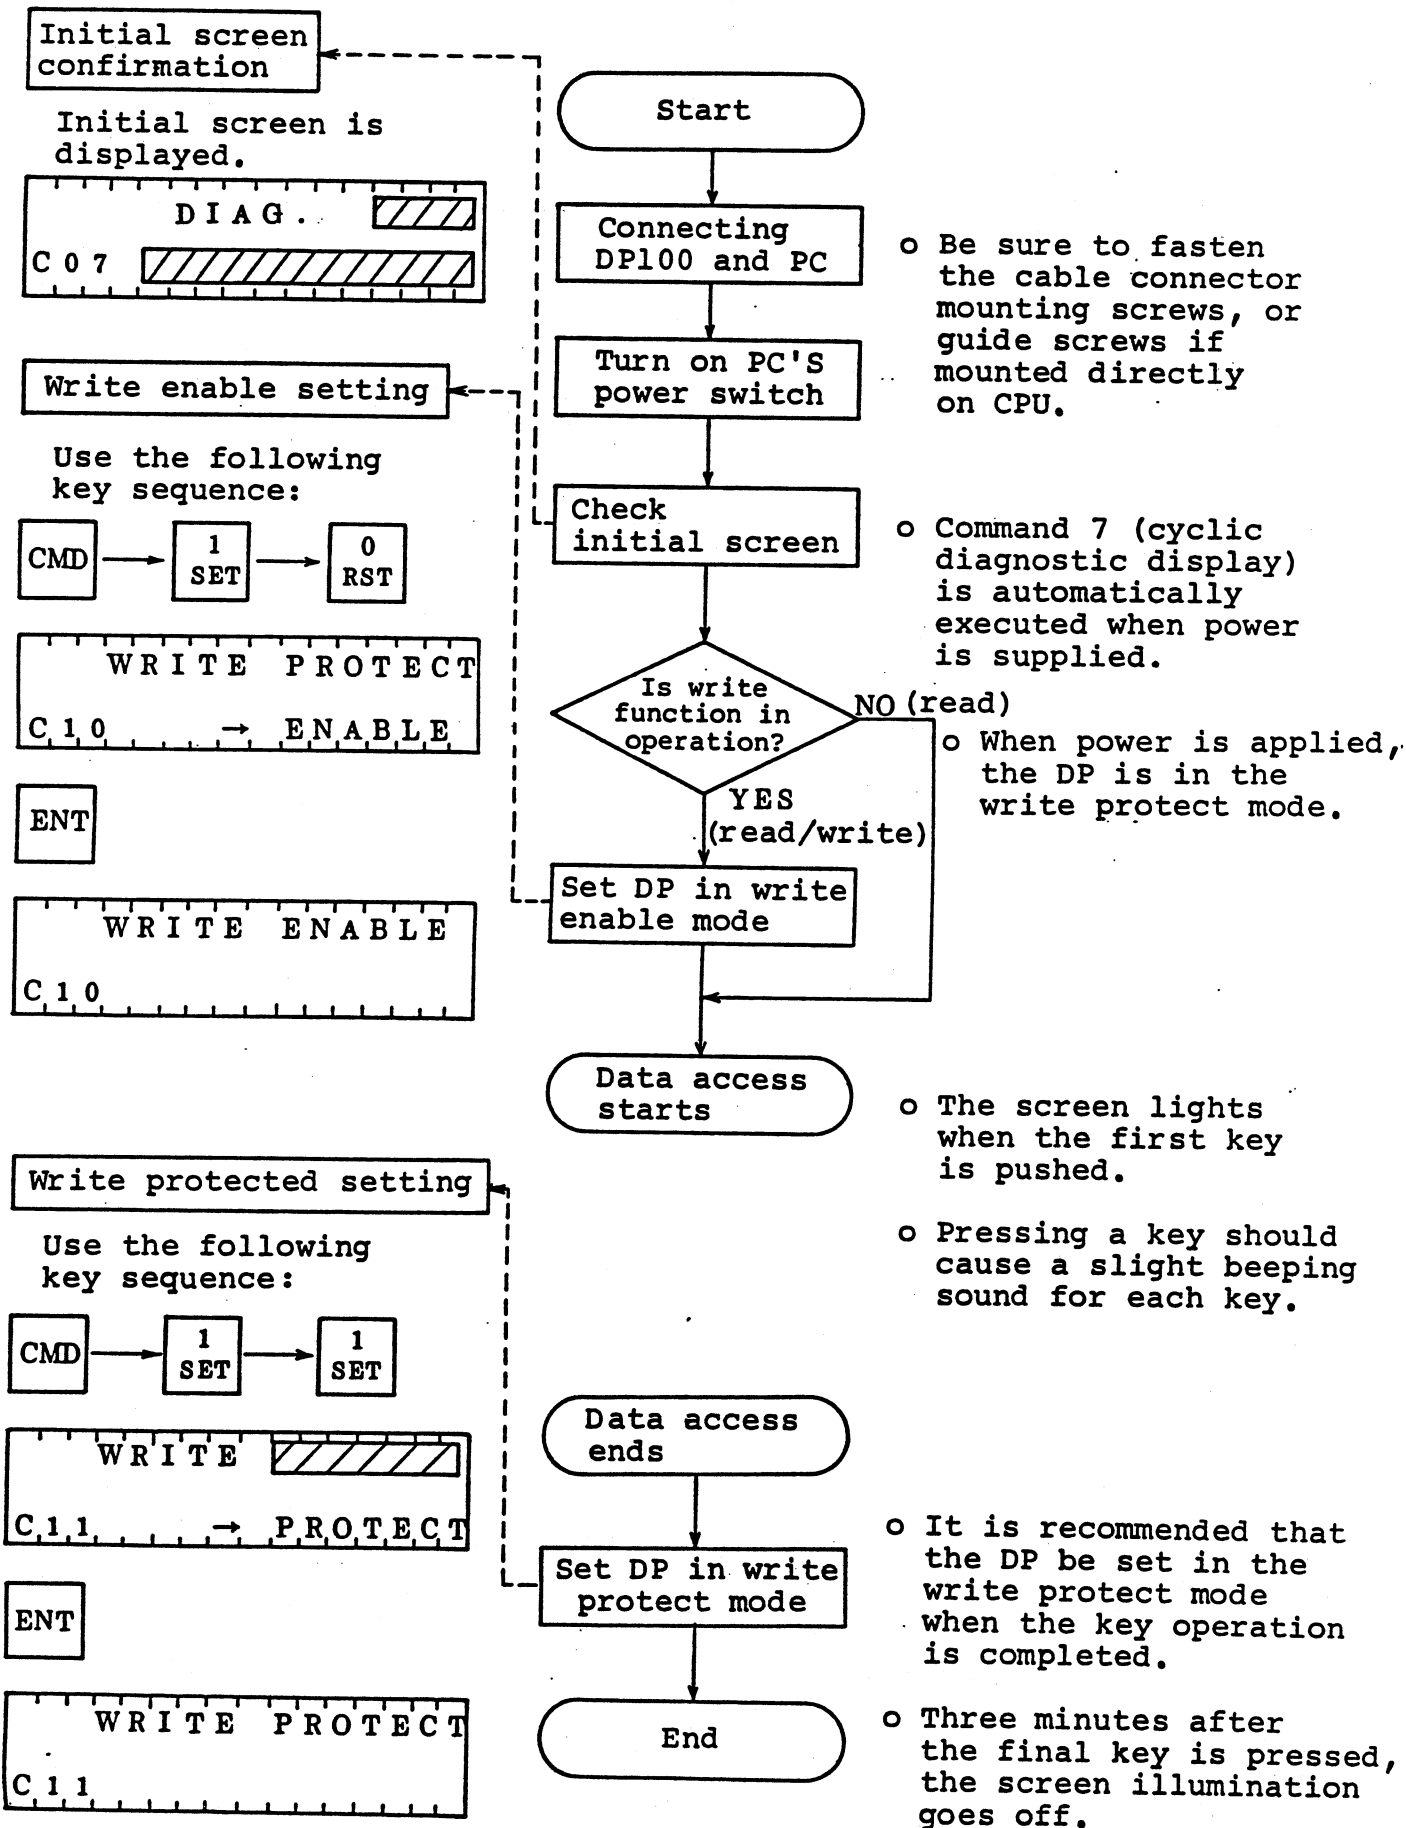 Initial screen
confirmation
Initial screen is
displayed.
DIAG.
C07
Write enable setting
Use the following
key sequence:
CMD
1
SET
0
RST
WRITE PROTECT
C10 → ENABLE
ENT
WRITE ENABLE
C10
Write protected setting
Use the following
key sequence:
CMD
1
SET
1
SET
WRITE
C11 → PROTECT
ENT
WRITE PROTECT
C11
Start
Connecting
DP100 and PC
Turn on PC'S
power switch
Check
initial screen
Is write
function in
operation?
NO (read)
YES
(read/write)
Set DP in write
enable mode
Data access
starts
Data access
ends
Set DP in write
protect mode
End
o Be sure to fasten
the cable connector
mounting screws, or
guide screws if
mounted directly
on CPU.
o Command 7 (cyclic
diagnostic display)
is automatically
executed when power
is supplied.
o When power is applied,
the DP is in the
write protect mode.
o The screen lights
when the first key
is pushed.
o Pressing a key should
cause a slight beeping
sound for each key.
o It is recommended that
the DP be set in the
write protect mode
when the key operation
is completed.
o Three minutes after
the final key is pressed,
the screen illumination
goes off.